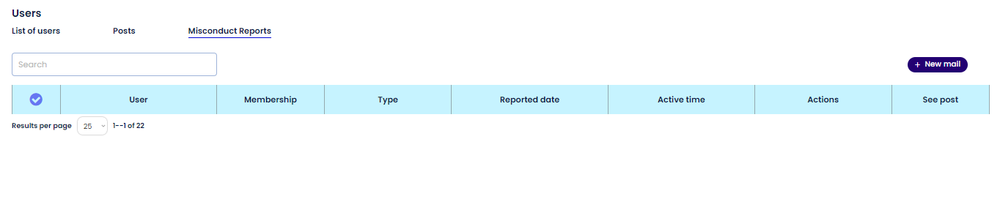 Users
List of users Posts Misconduct Reports
Search
+ New mail
User Membership Type Reported date Active time Actions See post
Results per page 25 1--1 of 22